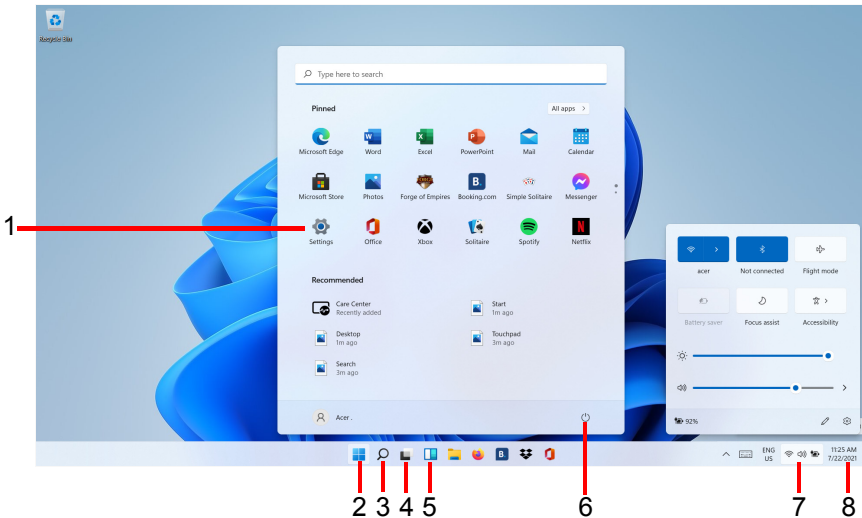 Recycle Bin
Type here to search
Pinned
All apps >
Microsoft Edge
Word
Excel
PowerPoint
Mail
Calendar
Microsoft Store
Photos
Forge of Empires
Booking.com
Simple Solitaire
Messenger
Settings
Office
Xbox
Solitaire
Spotify
Netflix
Recommended
Care Center
Recently added
Start
1m ago
Desktop
1m ago
Touchpad
3m ago
Search
3m ago
Acer .
acer
Not connected
Flight mode
Battery saver
Focus assist
Accessibility
92%
ENG
US
11:25 AM
7/22/2021
1
2
3
4
5
6
7
8